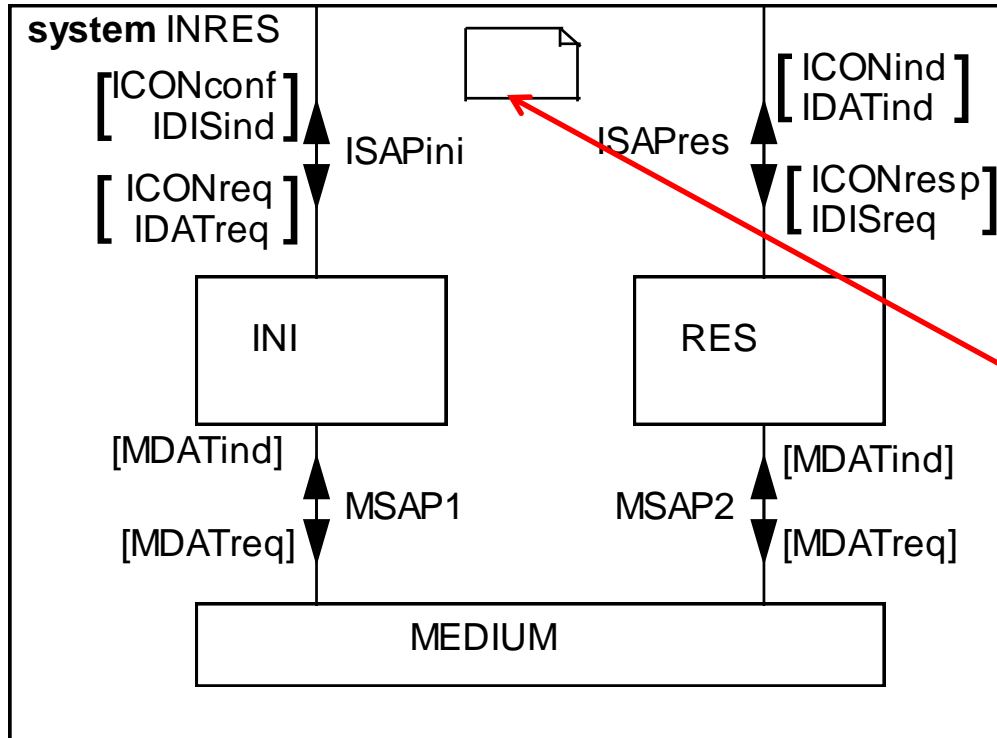 system INRES
[ICONconf
IDISind]
ISAPini
[ICONreq
IDATreq]
[ICONind
IDATind]
ISAPres
[ICONresp
IDISreq]
INI
RES
[MDATind]
MSAP1
[MDATreq]
[MDATind]
MSAP2
[MDATreq]
MEDIUM